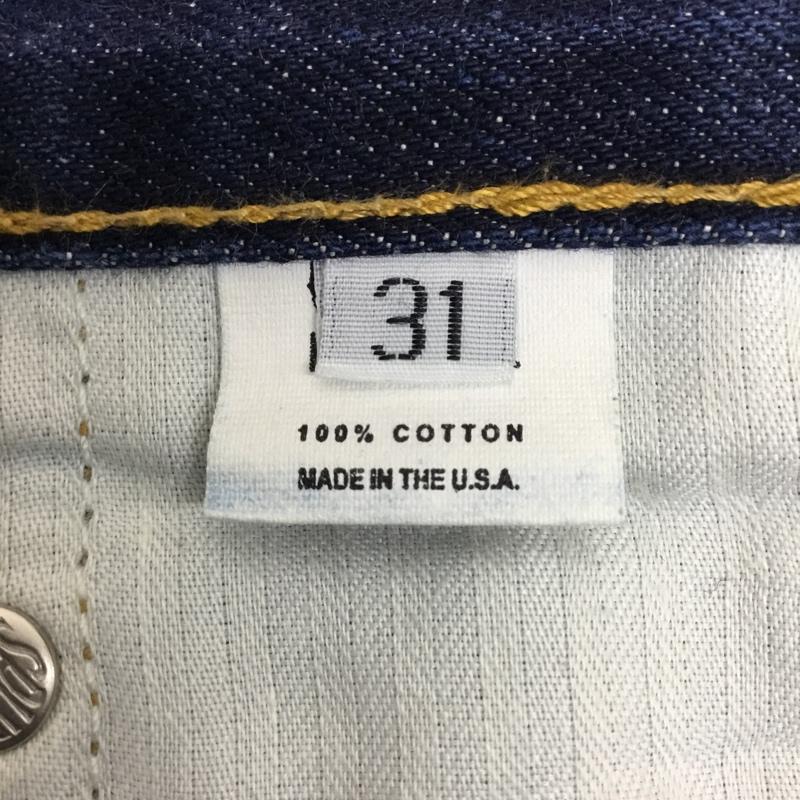 31
100% COTTON
MADE IN THE U.S.A.